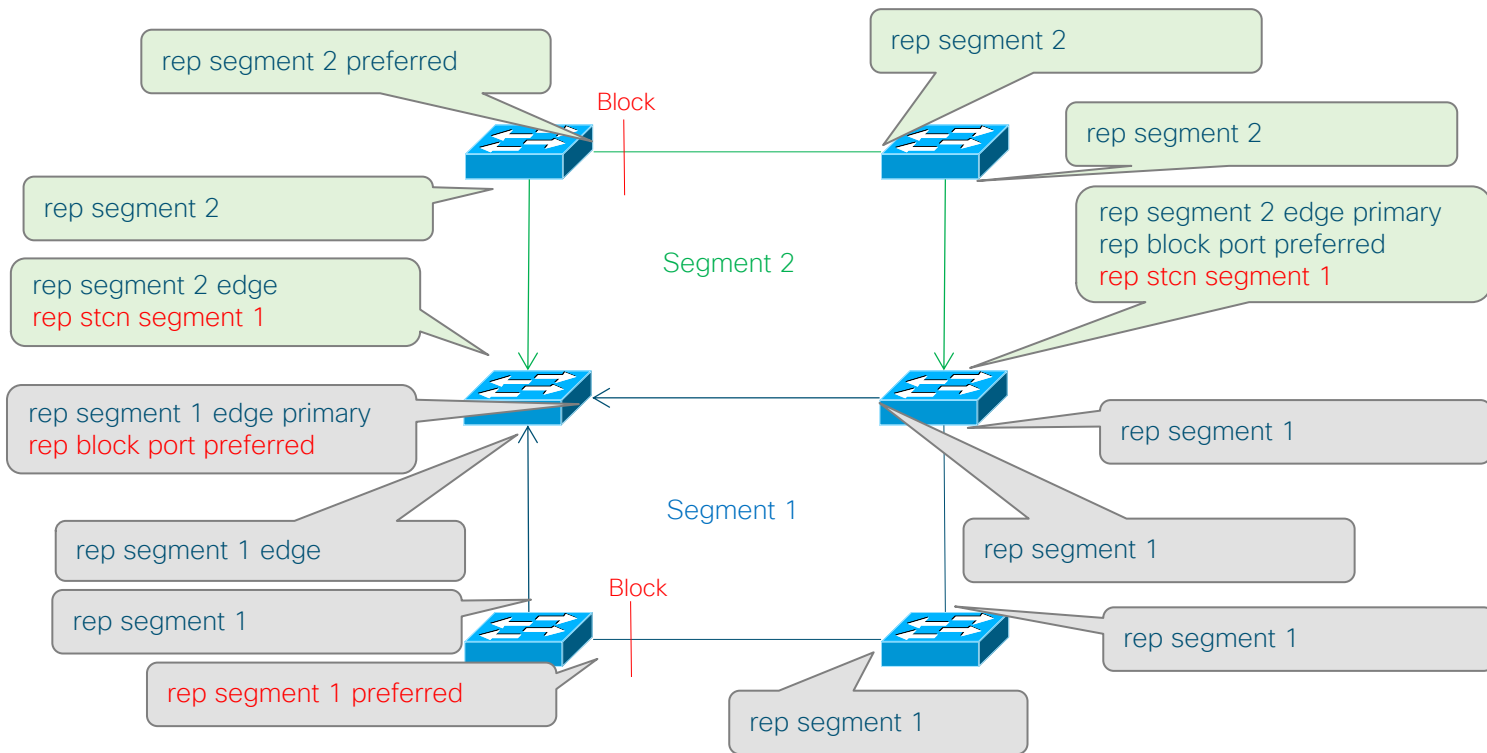 rep segment 2 preferred
rep segment 2
Block
rep segment 2
rep segment 2
rep segment 2 edge primary
rep block port preferred
rep stcn segment 1
Segment 2
rep segment 2 edge
rep stcn segment 1
rep segment 1 edge primary
rep block port preferred
rep segment 1
Segment 1
rep segment 1 edge
rep segment 1
Block
rep segment 1
rep segment 1
rep segment 1 preferred
rep segment 1